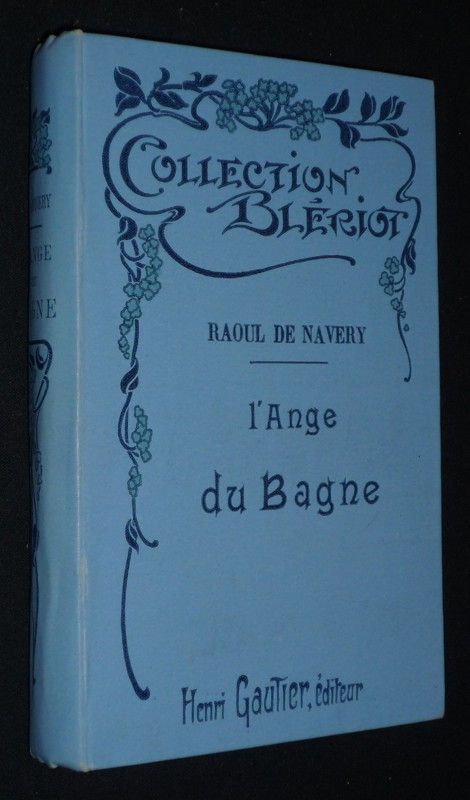 COLLECTION
BLÉRIOT
RAOUL DE NAVERY
l'Ange
du Bagne
Henri Gautier, éditeur